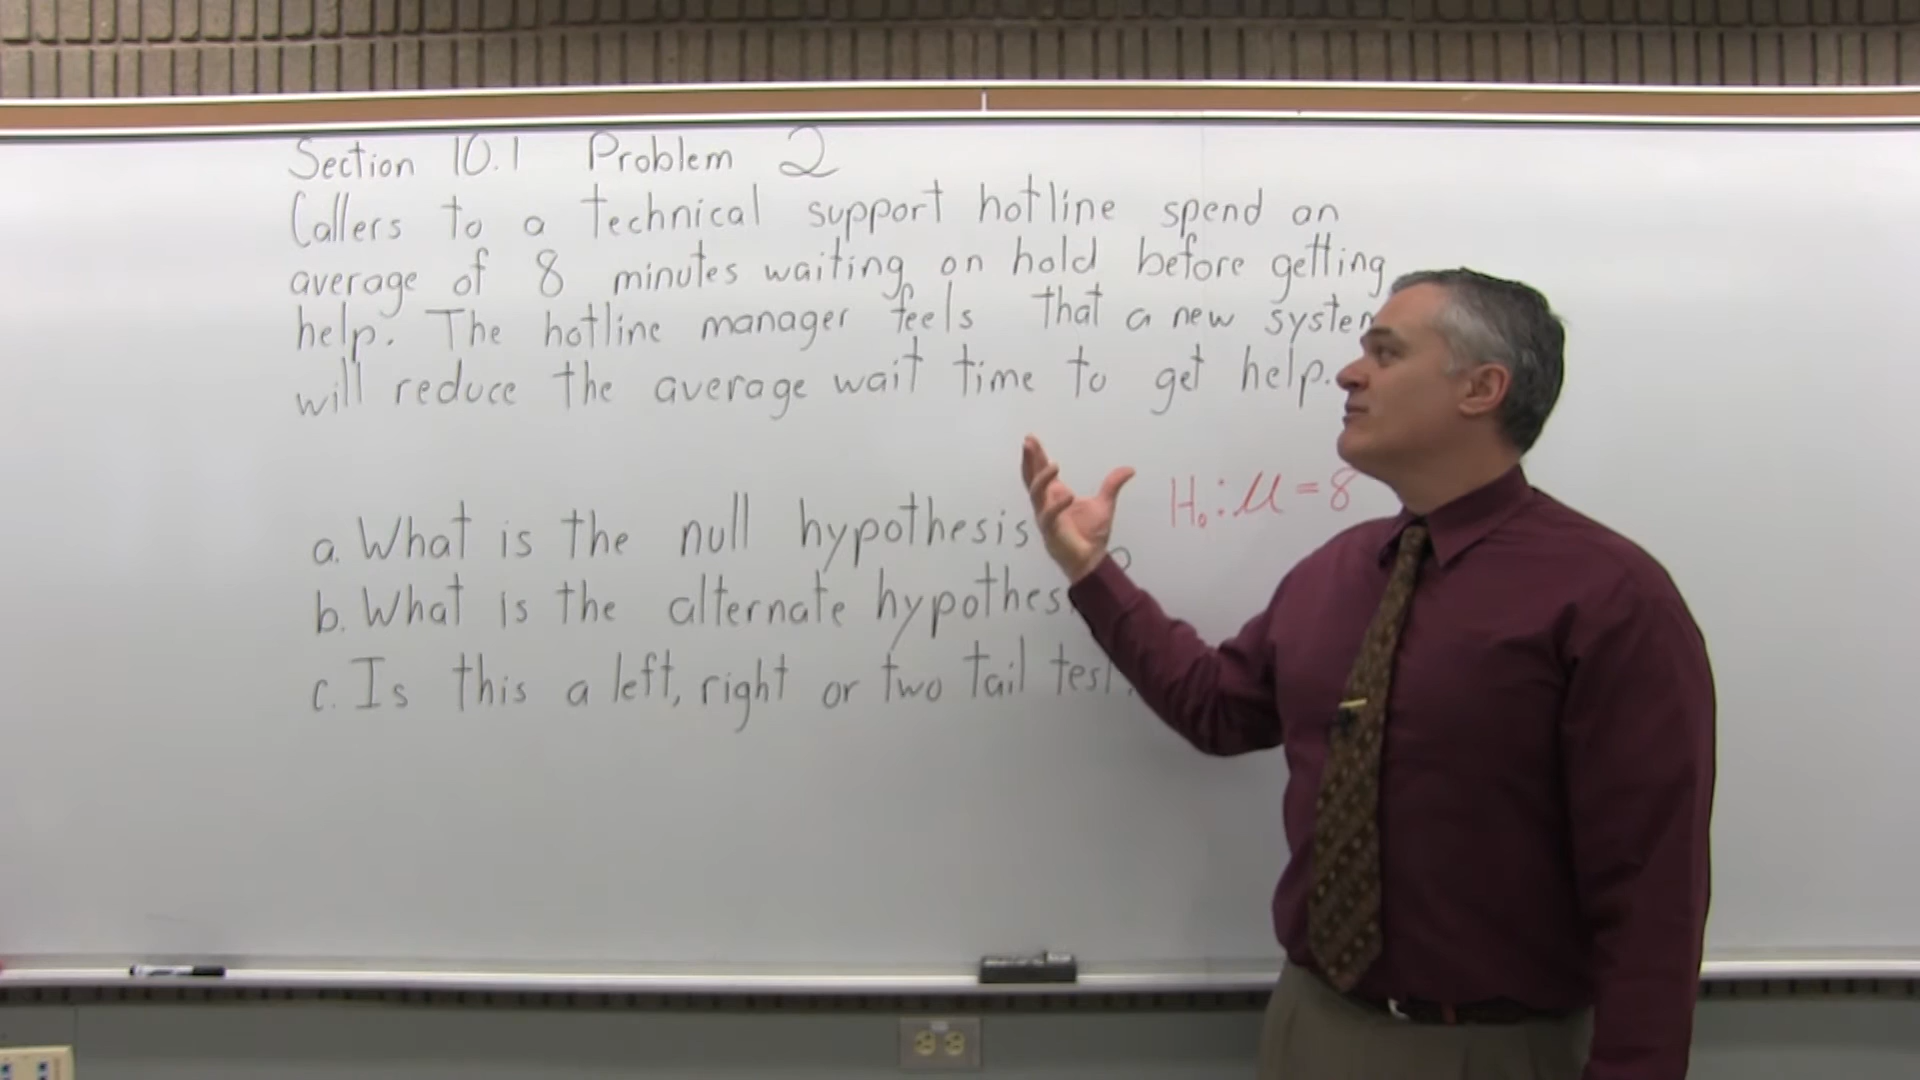 Section 10.1 Problem 2
Callers to a technical support hotline spend an
average of 8 minutes waiting on hold before getting
help. The hotline manager feels that a new system
will reduce the average wait time to get help.
H₀: μ = 8
a. What is the null hypothesis
b. What is the alternate hypothesis?
c. Is this a left, right or two tail test?